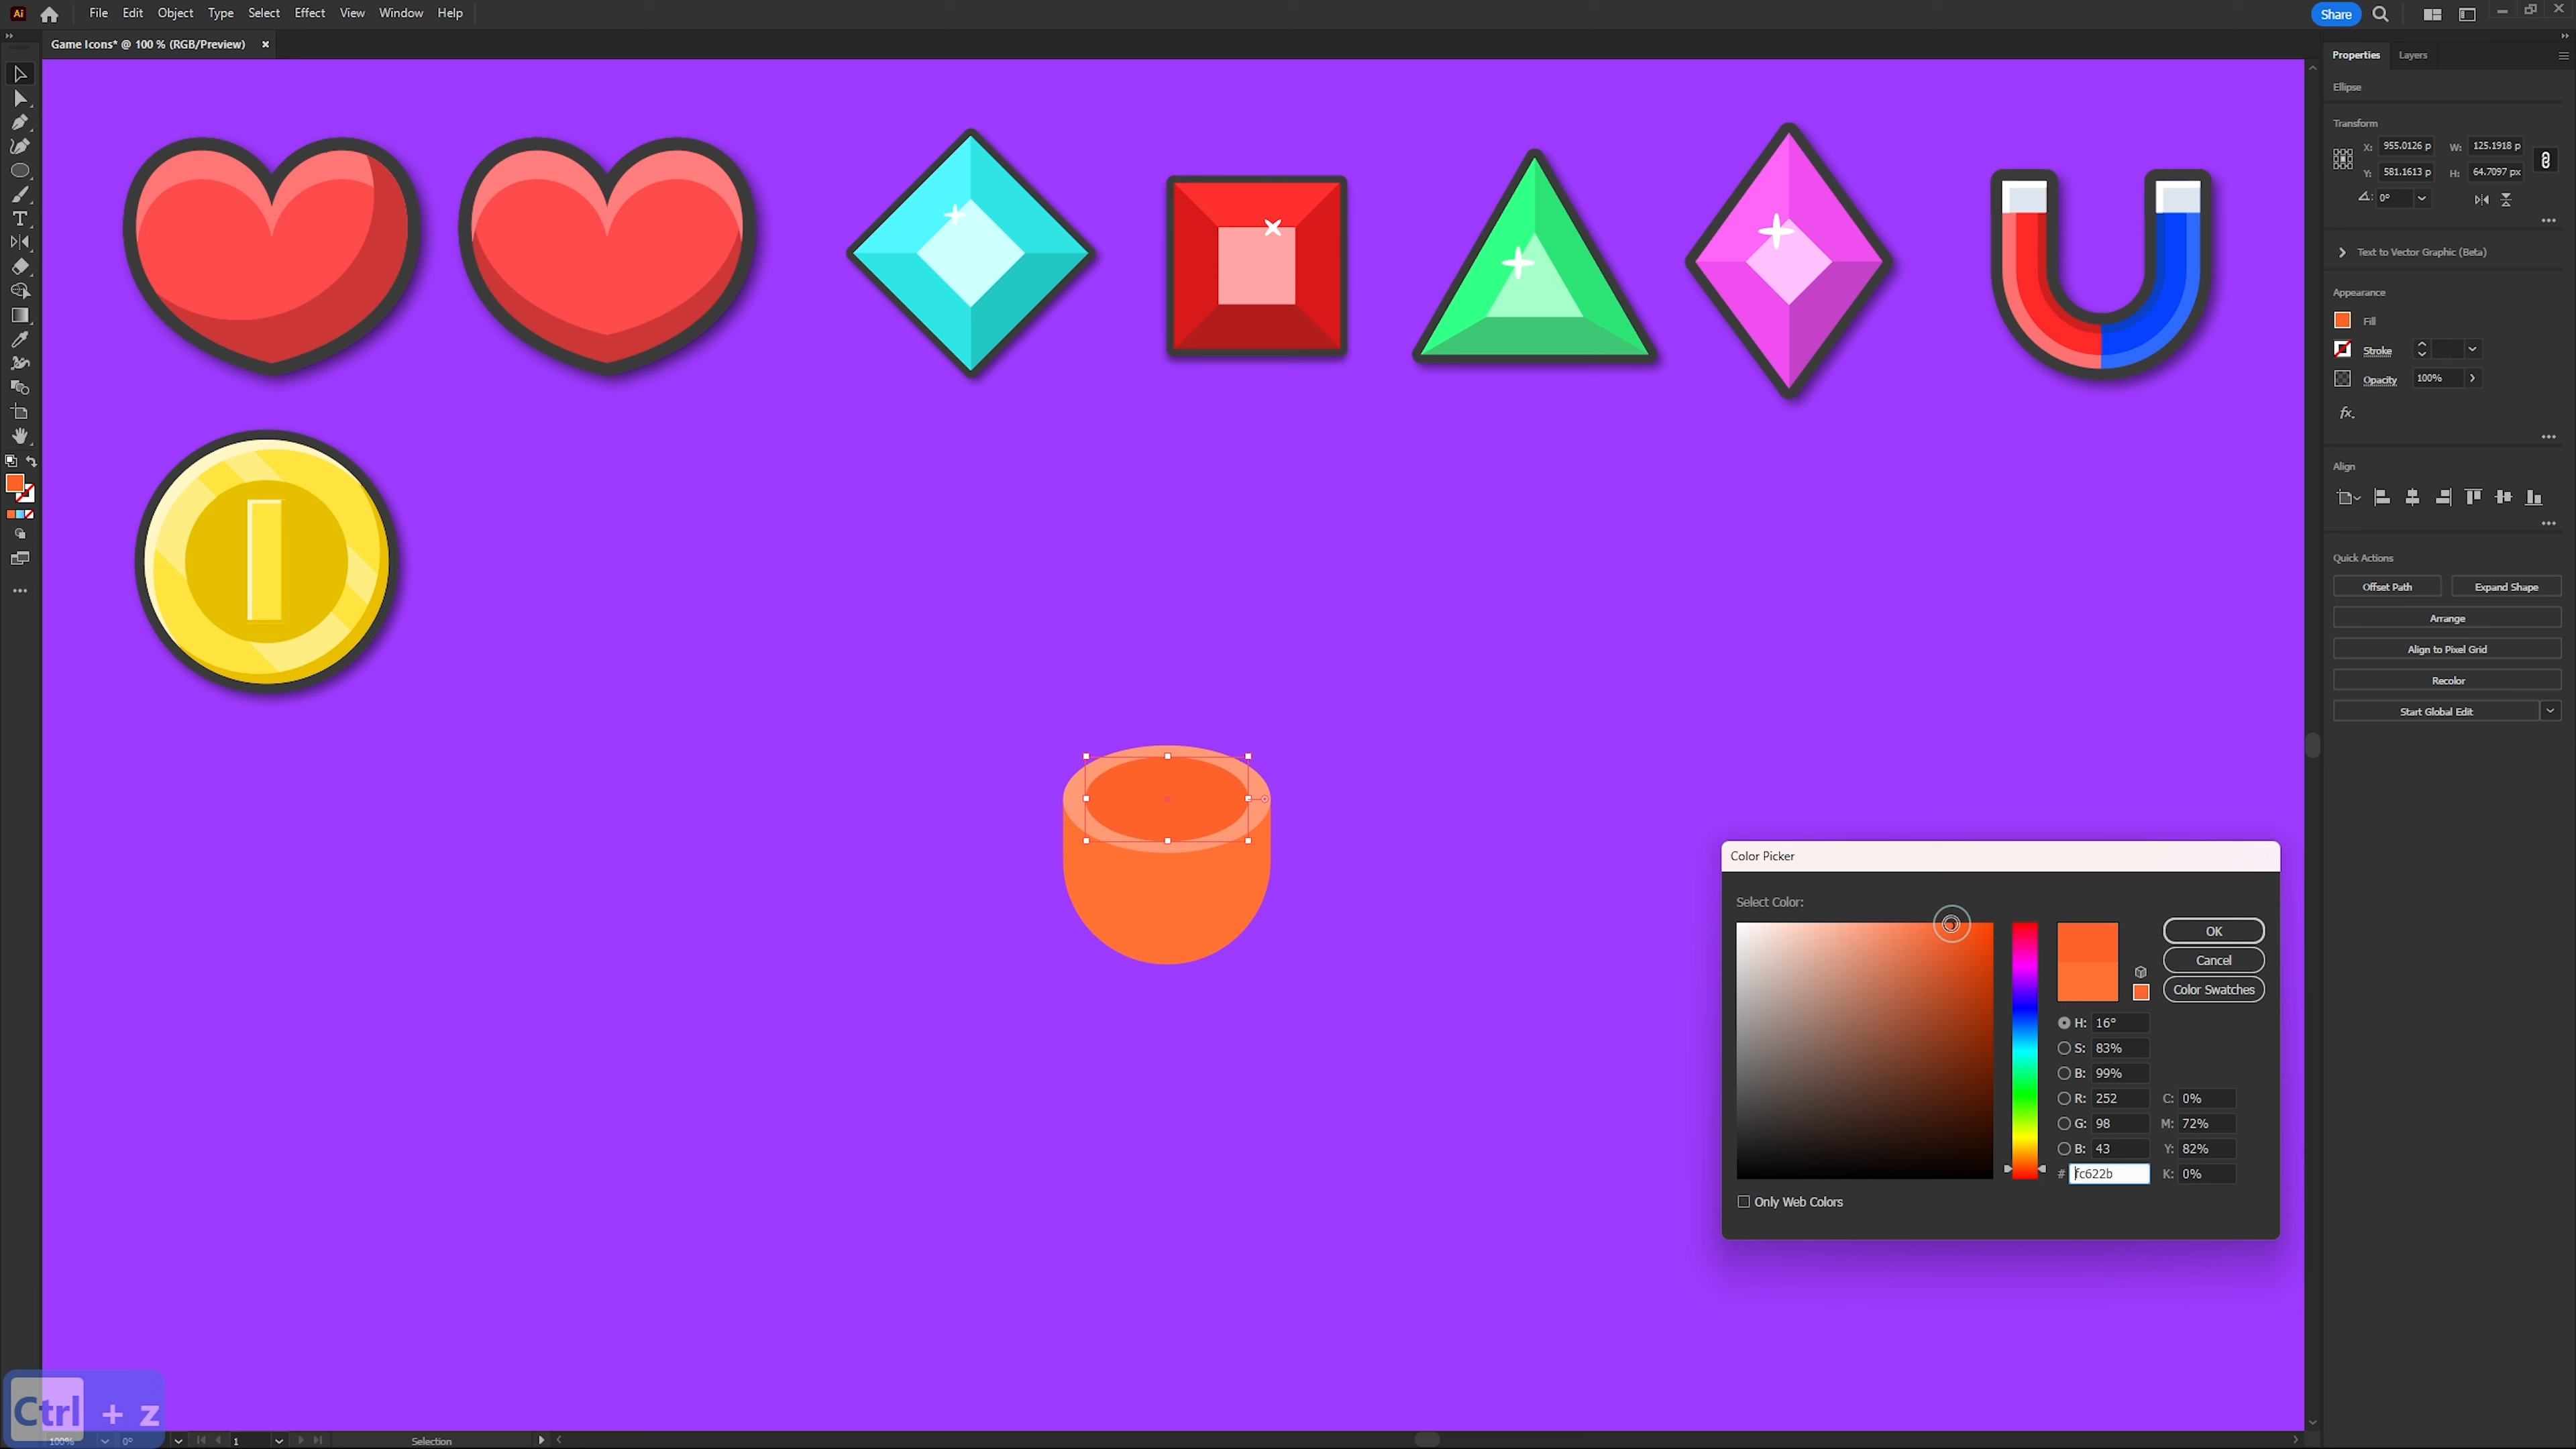 Ai File Edit Object Type Select Effect View Window Help Share
Game Icons* @ 100 % (RGB/Preview) ×
Properties Layers
Ellipse
Transform
X: 955.0126 p W: 125.1918 p
Y: 581.1613 p H: 64.7097 px
0°
Text to Vector Graphic (Beta)
Appearance
Fill
Stroke
Opacity 100%
fx.
Align
Quick Actions
Offset Path Expand Shape
Arrange
Align to Pixel Grid
Recolor
Start Global Edit
Color Picker
Select Color:
OK
Cancel
Color Swatches
H: 16°
S: 83%
B: 99%
R: 252 C: 0%
G: 98 M: 72%
B: 43 Y: 82%
# fc622b K: 0%
Only Web Colors
Ctrl + z
100% 0° 1 Selection